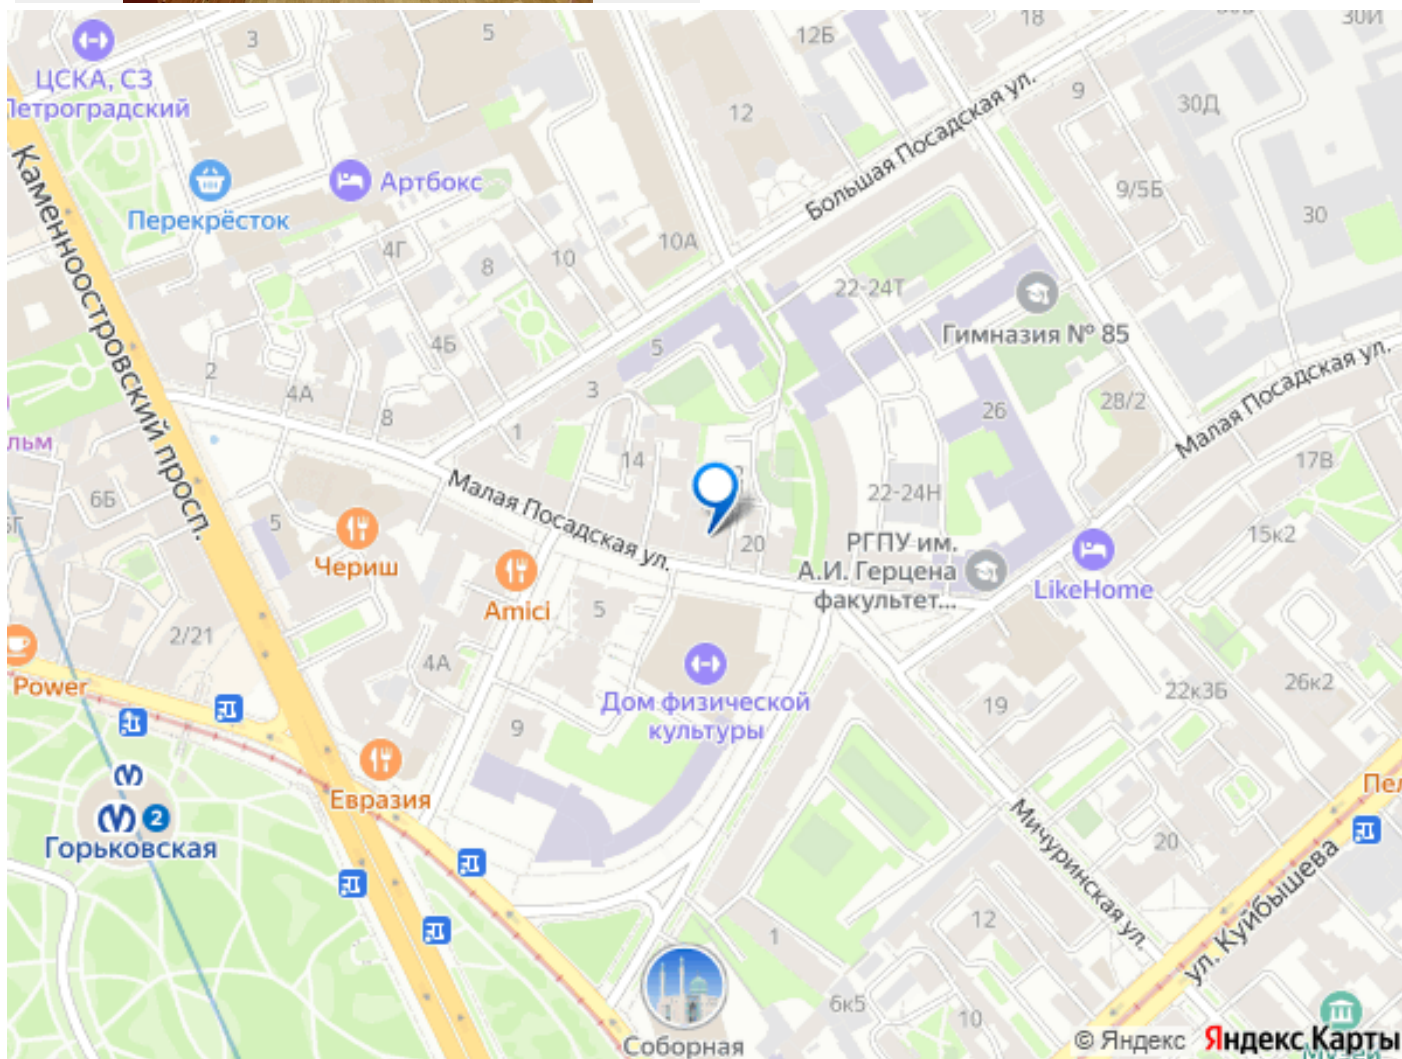 3
5
12Б
18
30И
ЦСКА, СЗ
Петроградский
12
9
30Д
Большая Посадская ул.
Каменноостровский просп.
Артбокс
9/5Б
Перекрёсток
30
4Г
8
10
10А
22-24Т
Гимназия № 85
4Б
5
2
4А
8
3
1
26
28/2
Малая Посадская ул.
льм
14
17В
6Б
22-24Н
Малая Посадская ул.
5
15к2
Чериш
20
РГПУ им.
А.И. Герцена
факультет...
LikeHome
Amici
5
2/21
4А
Power
22к3Б
26к2
Дом физической
культуры
19
9
Евразия
2
Горьковская
Мичуринская ул.
20
ул. Куйбышева
12
1
6к5
10
Соборная
© Яндекс Яндекс Карты